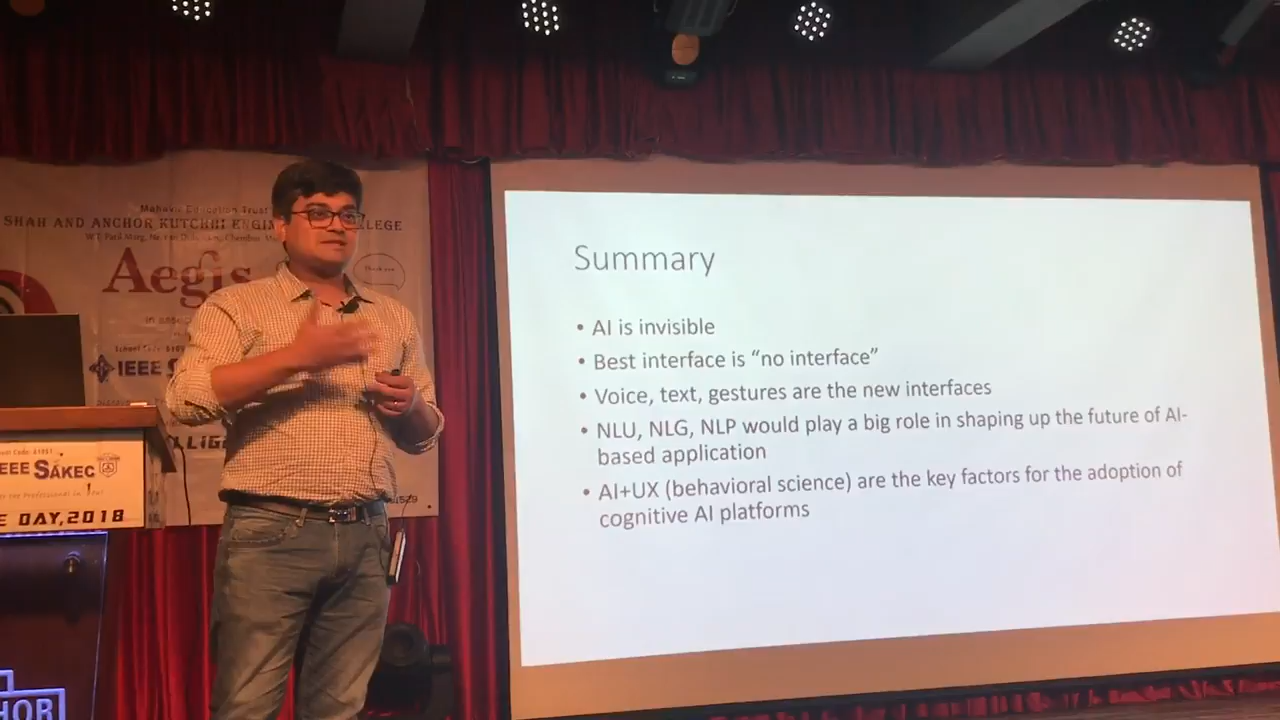 SHAH AND ANCHOR KUTCHHI
LEGE
Aegis
IEEE
IEEE SAKEC
DAY, 2018
Summary
• AI is invisible
• Best interface is “no interface”
• Voice, text, gestures are the new interfaces
• NLU, NLG, NLP would play a big role in shaping up the future of AI-
based application
• AI+UX (behavioral science) are the key factors for the adoption of
cognitive AI platforms